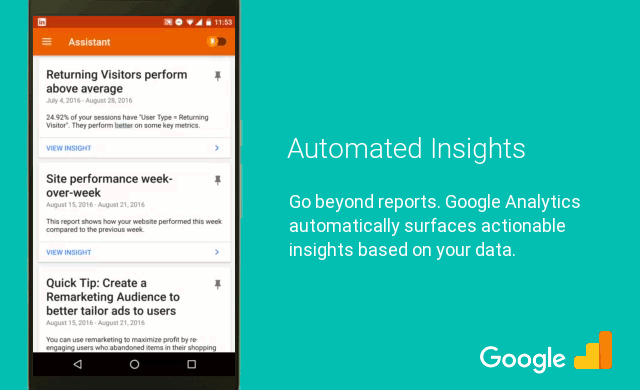 in
11:53
Assistant
Returning Visitors perform
above average
July 4, 2016 - August 28, 2016
24.92% of your sessions have "User Type = Returning
Visitor". They perform better on some key metrics.
VIEW INSIGHT
Site performance week-
over-week
August 15, 2016 - August 21, 2016
This report shows how your website performed this week
compared to the previous week.
VIEW INSIGHT
Quick Tip: Create a
Remarketing Audience to
better tailor ads to users
August 15, 2016 - August 21, 2016
You can use remarketing to maximize profit by re-
engaging users who abandoned items in their shopping
Automated Insights
Go beyond reports. Google Analytics
automatically surfaces actionable
insights based on your data.
Google